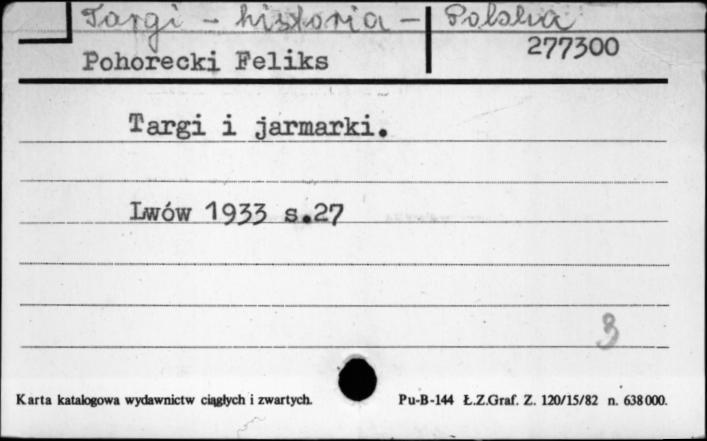 Targi - historia - Polska
277300
Pohorecki Feliks
Targi i jarmarki.
Lwów 1933 s.27
3
Karta katalogowa wydawnictw ciągłych i zwartych.
Pu-B-144 Ł.Z.Graf. Z. 120/15/82 n. 638000.